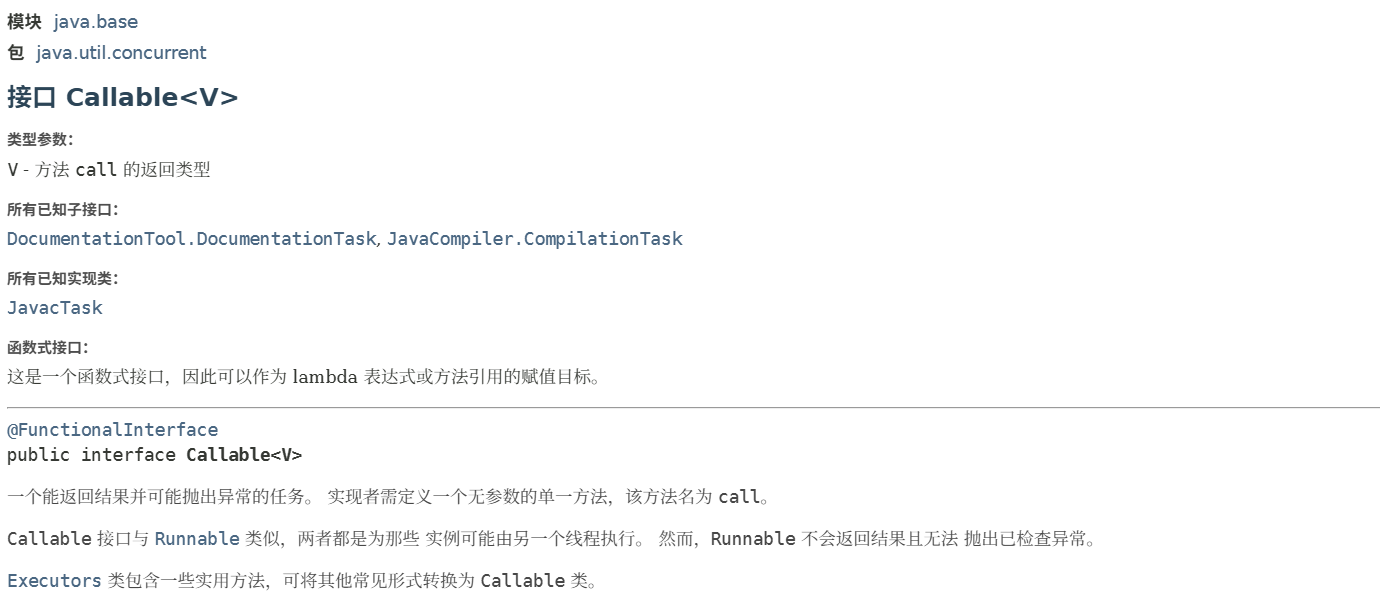 模块 java.base
包 java.util.concurrent
接口 Callable<V>
类型参数：
V - 方法 call 的返回类型
所有已知子接口：
DocumentationTool.DocumentationTask, JavaCompiler.CompilationTask
所有已知实现类：
JavacTask
函数式接口：
这是一个函数式接口，因此可以作为 lambda 表达式或方法引用的赋值目标。
@FunctionalInterface
public interface Callable<V>
一个能返回结果并可能抛出异常的任务。 实现者需定义一个无参数的单一方法，该方法名为 call。
Callable 接口与 Runnable 类似，两者都是为那些 实例可能由另一个线程执行。 然而，Runnable 不会返回结果且无法 抛出已检查异常。
Executors 类包含一些实用方法，可将其他常见形式转换为 Callable 类。